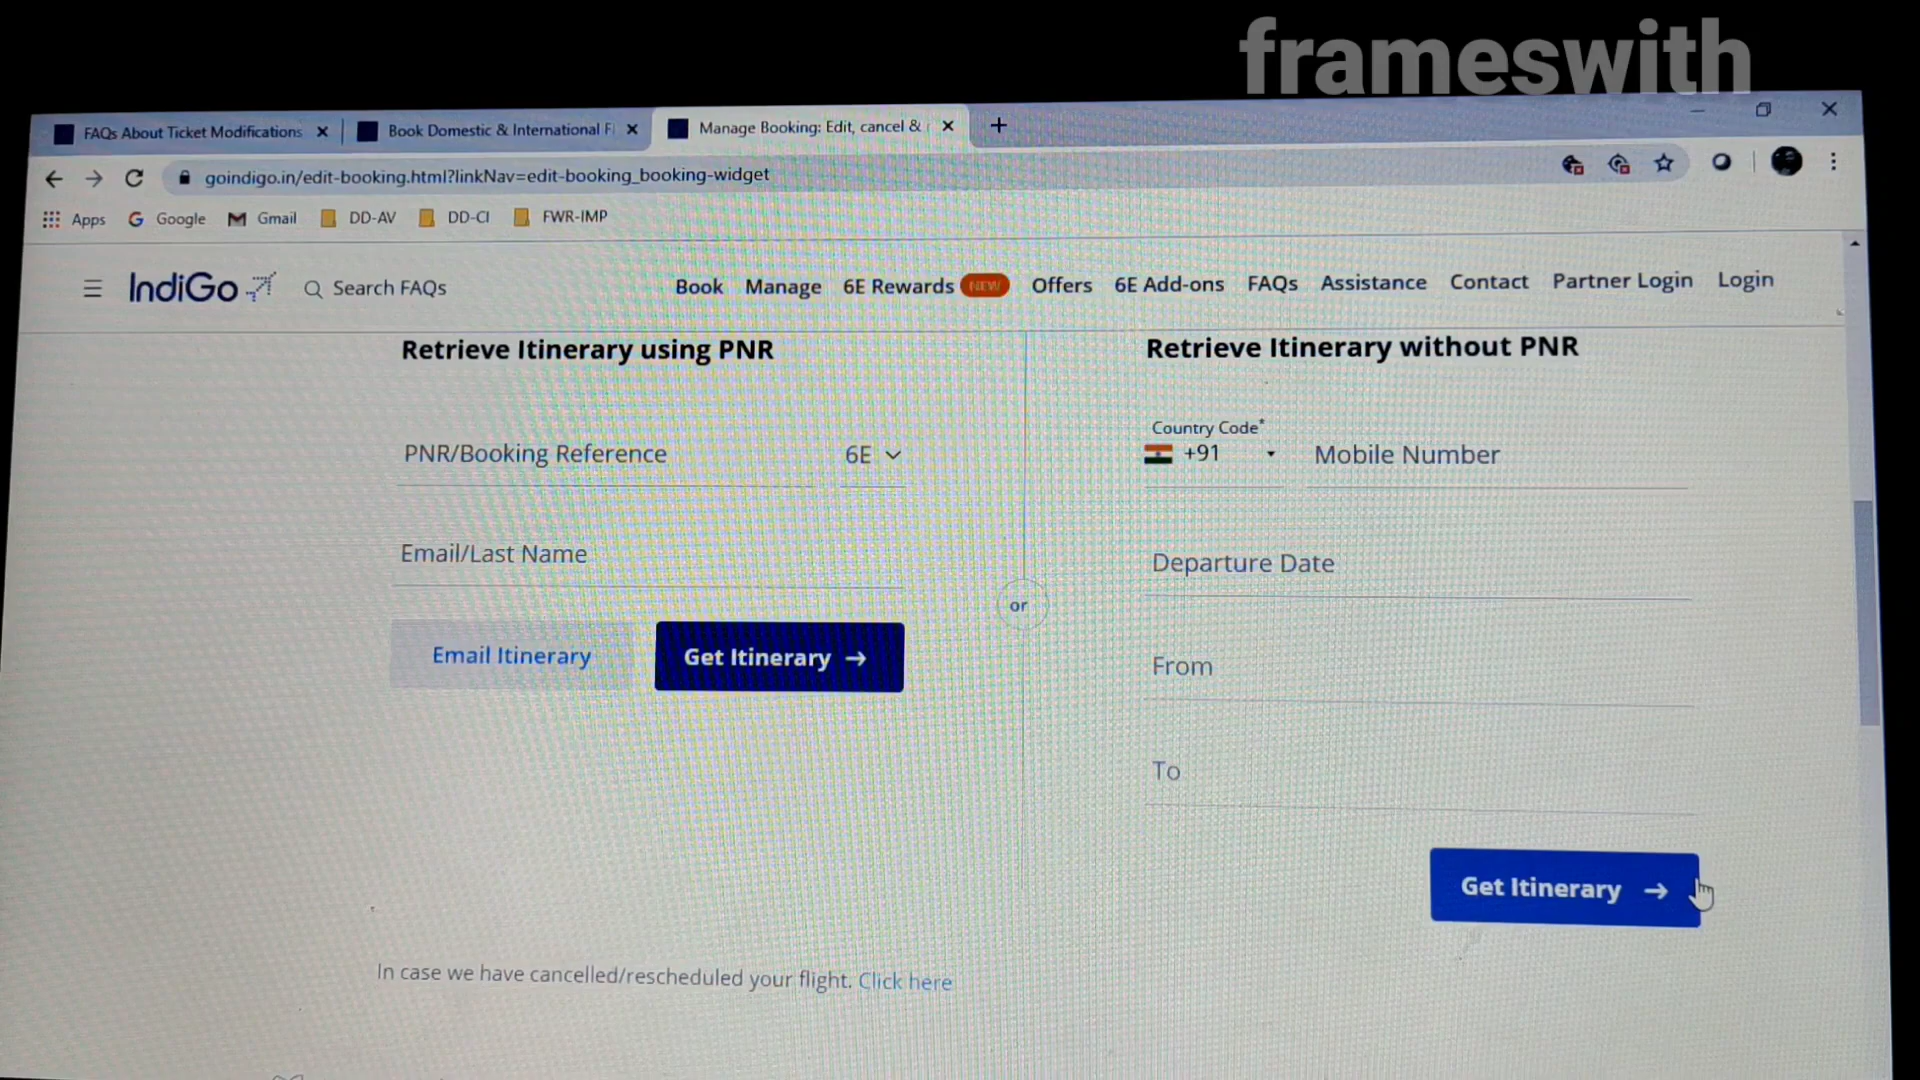 frameswith
FAQs About Ticket Modifications
Book Domestic & International F
Manage Booking: Edit, cancel &
goindigo.in/edit-booking.html?linkNav=edit-booking_booking-widget
Apps Google Gmail DD-AV DD-CI FWR-IMP
IndiGo Search FAQs Book Manage 6E Rewards NEW Offers 6E Add-ons FAQs Assistance Contact Partner Login Login
Retrieve Itinerary using PNR
PNR/Booking Reference 6E
Email/Last Name
Email Itinerary Get Itinerary →
or
Retrieve Itinerary without PNR
Country Code*
+91 Mobile Number
Departure Date
From
To
Get Itinerary →
In case we have cancelled/rescheduled your flight. Click here